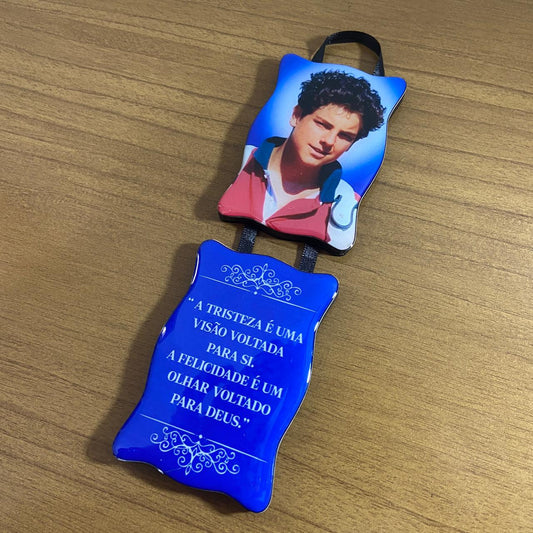 “A TRISTEZA É UMA
VISÃO VOLTADA
PARA SI.
A FELICIDADE É UM
OLHAR VOLTADO
PARA DEUS.”